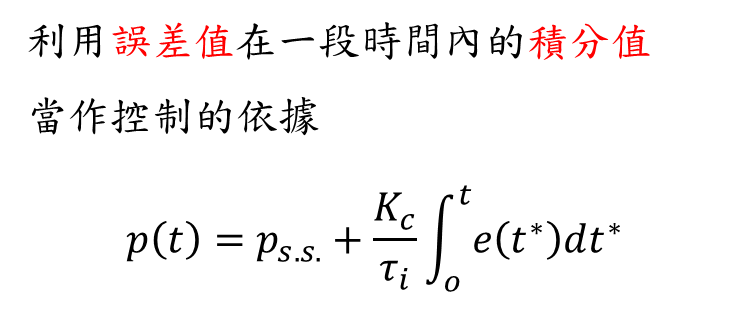 利用誤差值在一段時間內的積分值
當作控制的依據
p(t) = p_{s.s.} + \frac{K_c}{τ_i} \int_o^t e(t^*)dt^*